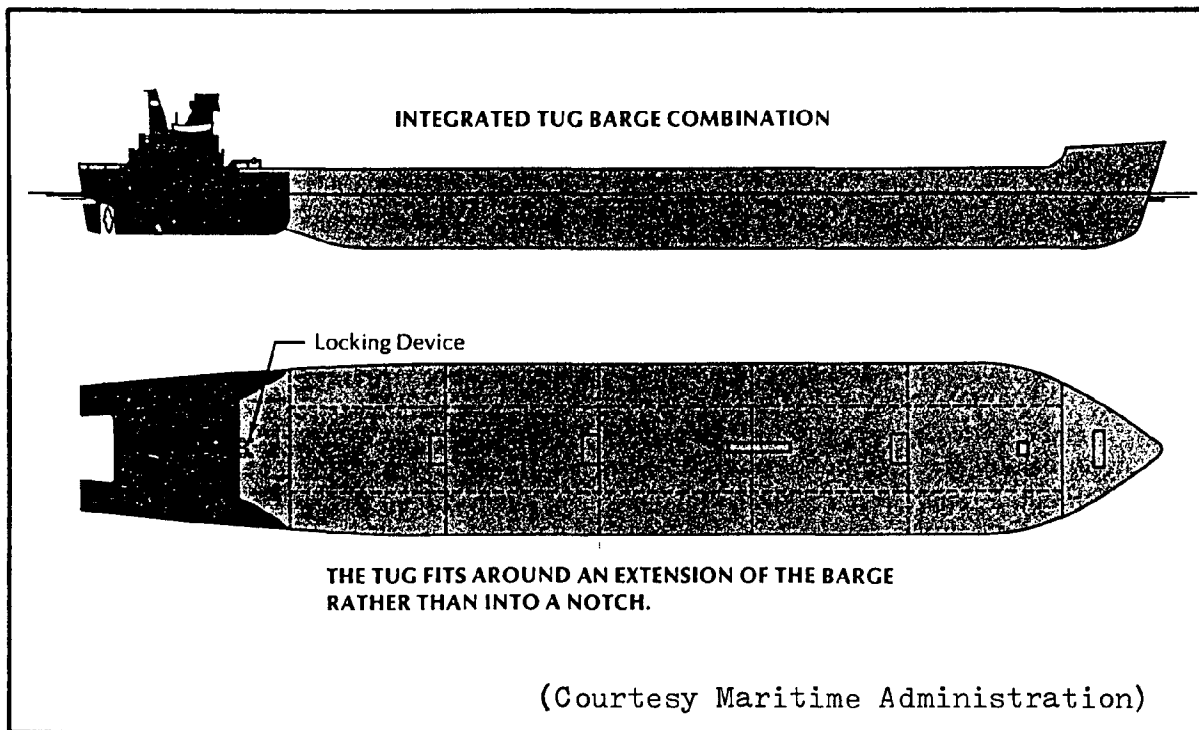 INTEGRATED TUG BARGE COMBINATION
Locking Device
THE TUG FITS AROUND AN EXTENSION OF THE BARGE
RATHER THAN INTO A NOTCH.
(Courtesy Maritime Administration)